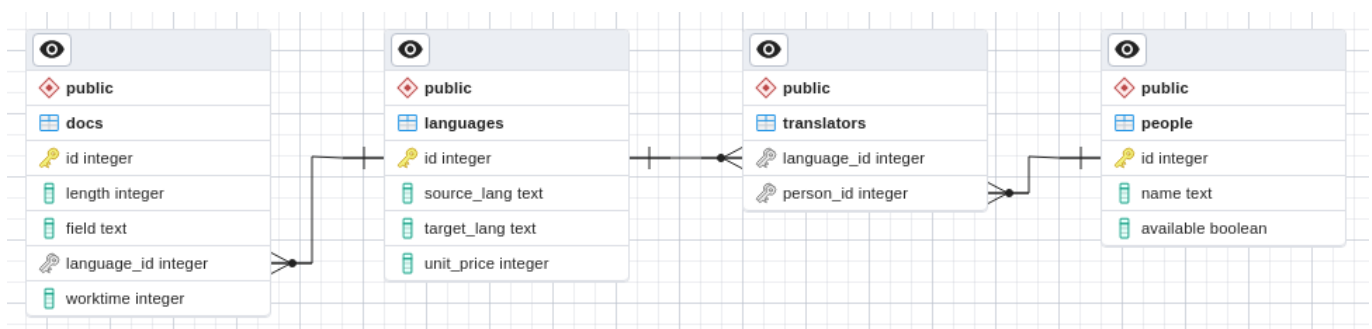 public
docs
id integer
length integer
field text
language_id integer
worktime integer
public
languages
id integer
source_lang text
target_lang text
unit_price integer
public
translators
language_id integer
person_id integer
public
people
id integer
name text
available boolean